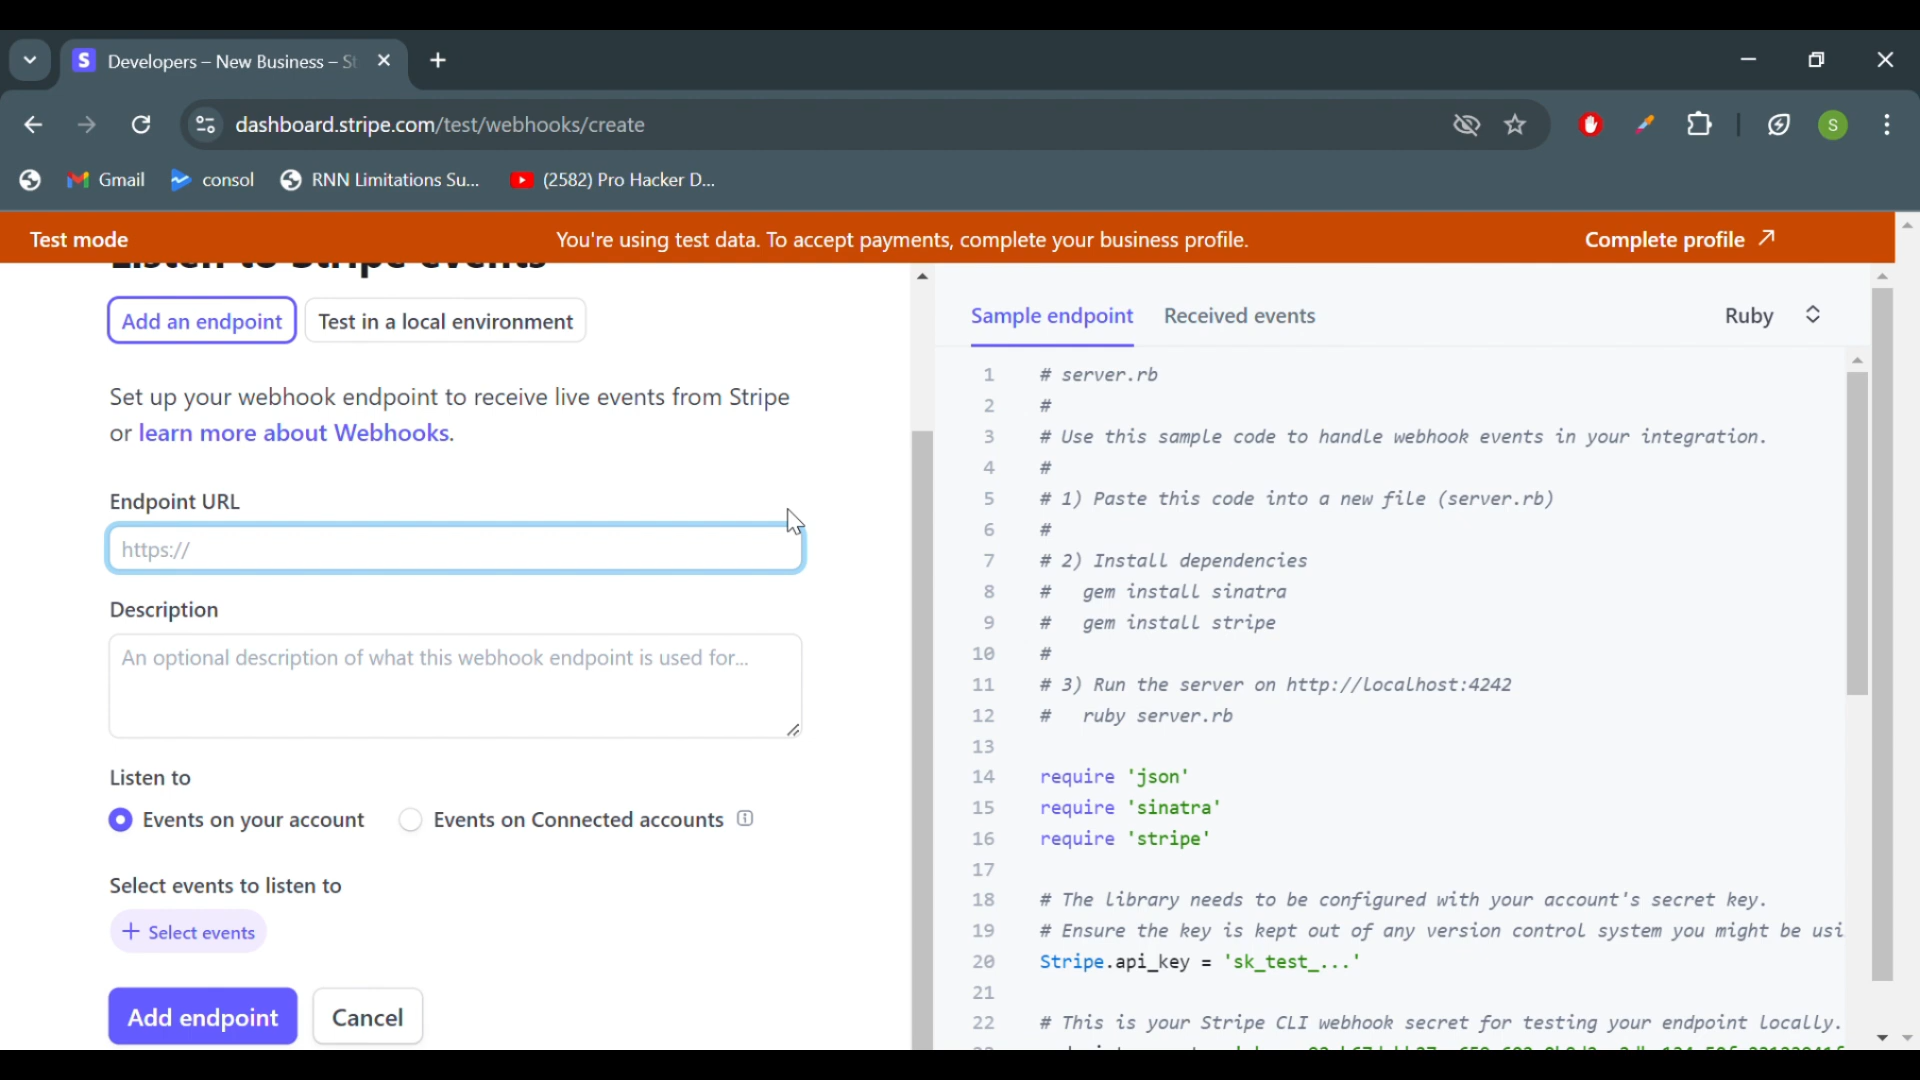 Developers – New Business – St
dashboard.stripe.com/test/webhooks/create
S
Gmail
consol
RNN Limitations Su...
(2582) Pro Hacker D...
Test mode
You're using test data. To accept payments, complete your business profile.
Complete profile
Listen to Stripe events
Add an endpoint
Test in a local environment
Set up your webhook endpoint to receive live events from Stripe
or learn more about Webhooks.
Endpoint URL
https://
Description
An optional description of what this webhook endpoint is used for...
Listen to
Events on your account
Events on Connected accounts
Select events to listen to
+ Select events
Add endpoint
Cancel
Sample endpoint
Received events
Ruby
1 # server.rb
2 #
3 # Use this sample code to handle webhook events in your integration.
4 #
5 # 1) Paste this code into a new file (server.rb)
6 #
7 # 2) Install dependencies
8 # gem install sinatra
9 # gem install stripe
10 #
11 # 3) Run the server on http://localhost:4242
12 # ruby server.rb
13
14 require 'json'
15 require 'sinatra'
16 require 'stripe'
17
18 # The library needs to be configured with your account's secret key.
19 # Ensure the key is kept out of any version control system you might be usi
20 Stripe.api_key = 'sk_test_...'
21
22 # This is your Stripe CLI webhook secret for testing your endpoint locally.